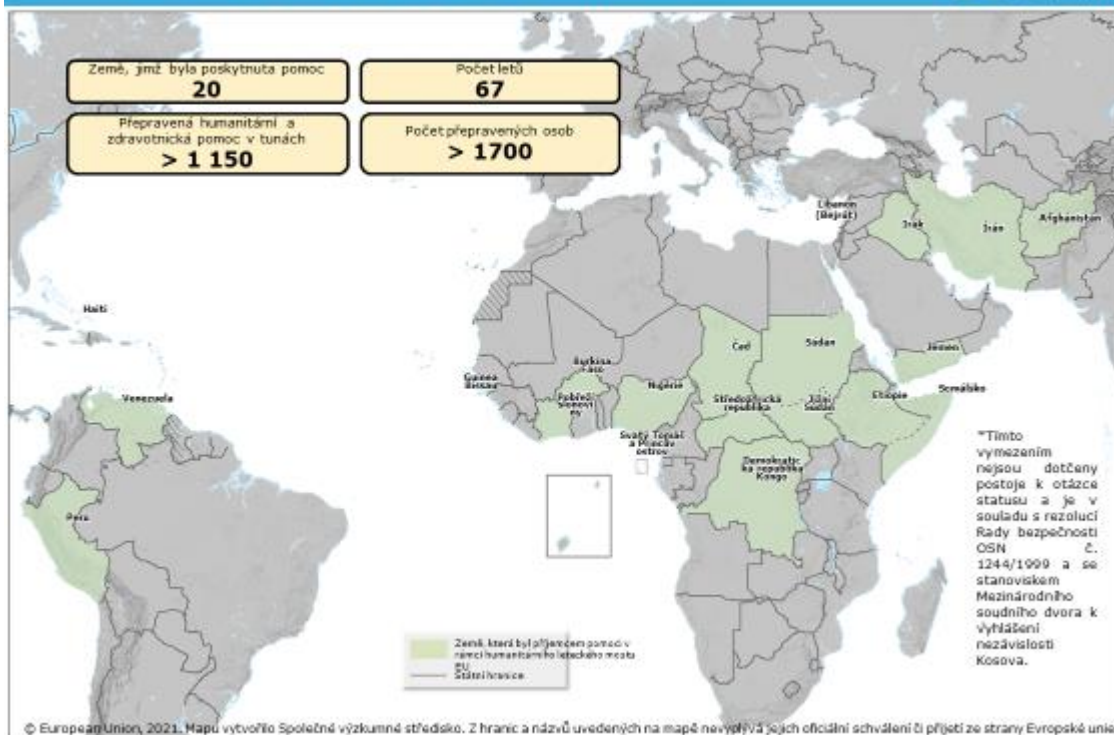 Země, jimž byla poskytnuta pomoc
20
Počet letů
67
Přepravená humanitární a
zdravotnická pomoc v tunách
> 1 150
Počet přepravených osob
> 1700
Libanon
(Bejrút)
Irák
Írán
Afghánistán
Haiti
Čad
Súdán
Jemen
Burkina
Faso
Guinea
Bissau
Nigérie
Venezuela
Pobřeží
Slonovi
ny
Středoafrická
republika
Jižní
Súdán
Etiopie
Somálsko
Svatý Tomáš
a Princův
ostrov
Demokratic
ká republika
Kongo
Peru
*Tímto
vymezením
nejsou dotčeny
postoje k otázce
statusu a je v
souladu s rezolucí
Rady bezpečnosti
OSN č.
1244/1999 a se
stanoviskem
Mezinárodního
soudního dvora k
vyhlášení
nezávislosti
Kosova.
Země, která byl příjemcem pomoci v
rámci humanitárního leteckého mostu
EU
Státní hranice
© European Union, 2021. Mapu vytvořilo Společné výzkumné středisko. Z hranic a názvů uvedených na mapě nevyplývá jejich oficiální schválení či přijetí ze strany Evropské unie